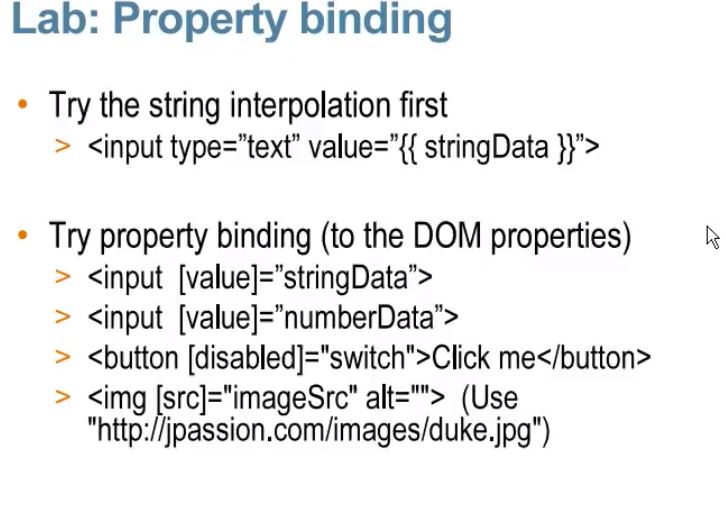 Lab: Property binding
• Try the string interpolation first
> <input type=”text” value=”{{ stringData }}”>
• Try property binding (to the DOM properties)
> <input [value]=”stringData”>
> <input [value]=”numberData”>
> <button [disabled]="switch">Click me</button>
> <img [src]="imageSrc" alt=""> (Use
"http://jpassion.com/images/duke.jpg")